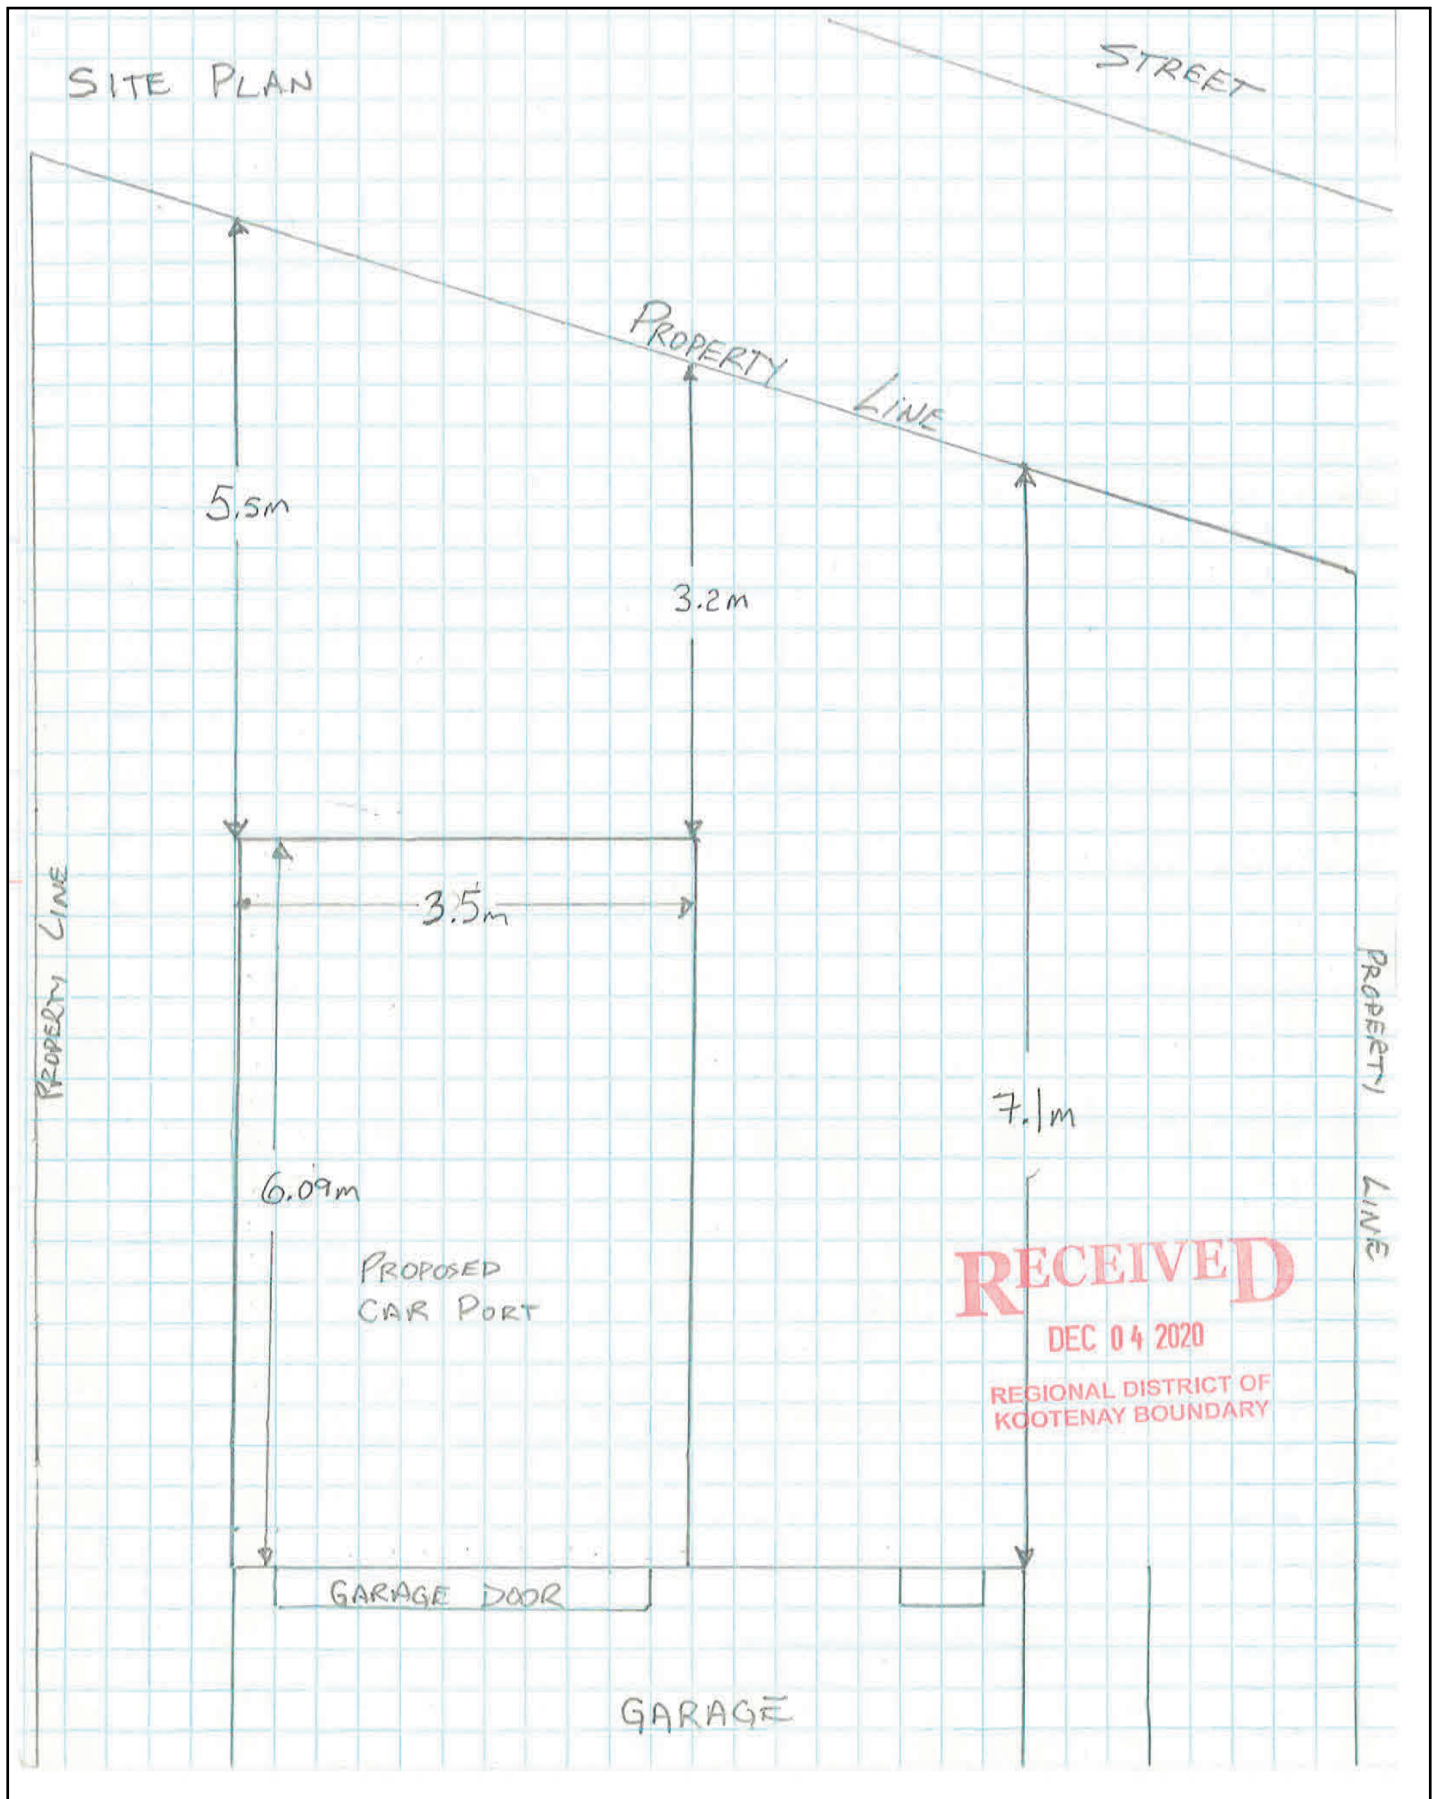 SITE PLAN
STREET
PROPERTY LINE
5.5m
3.2m
3.5m
PROPERTY LINE
PROPERTY LINE
7.1m
6.09m
PROPOSED
CAR PORT
RECEIVED
DEC 04 2020
REGIONAL DISTRICT OF
KOOTENAY BOUNDARY
GARAGE DOOR
GARAGE